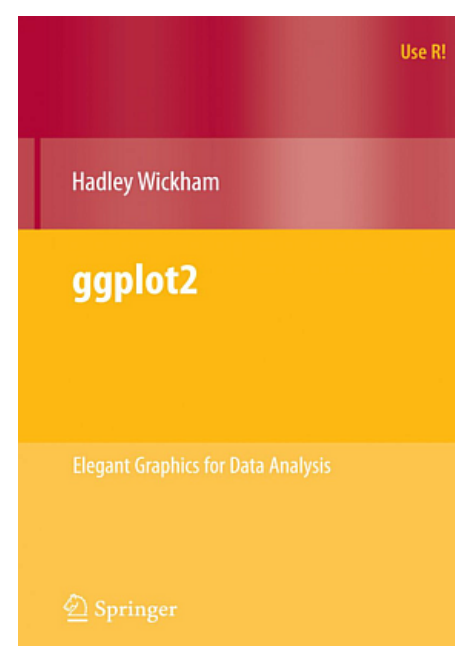 Use R!
Hadley Wickham
ggplot2
Elegant Graphics for Data Analysis
Springer